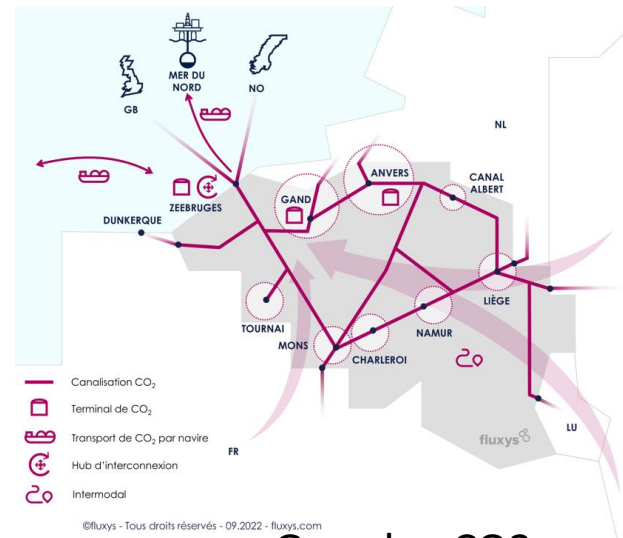 MER DU
NORD
GB
NO
NL
ANVERS
CANAL
ALBERT
GAND
ZEEBRUGES
DUNKERQUE
LIÈGE
TOURNAI
MONS
NAMUR
CHARLEROI
Canalisation CO₂
Terminal de CO₂
Transport de CO₂ par navire
Hub d'interconnexion
Intermodal
FR
LU
fluxys
©fluxys - Tous droits réservés - 09.2022 - fluxys.com